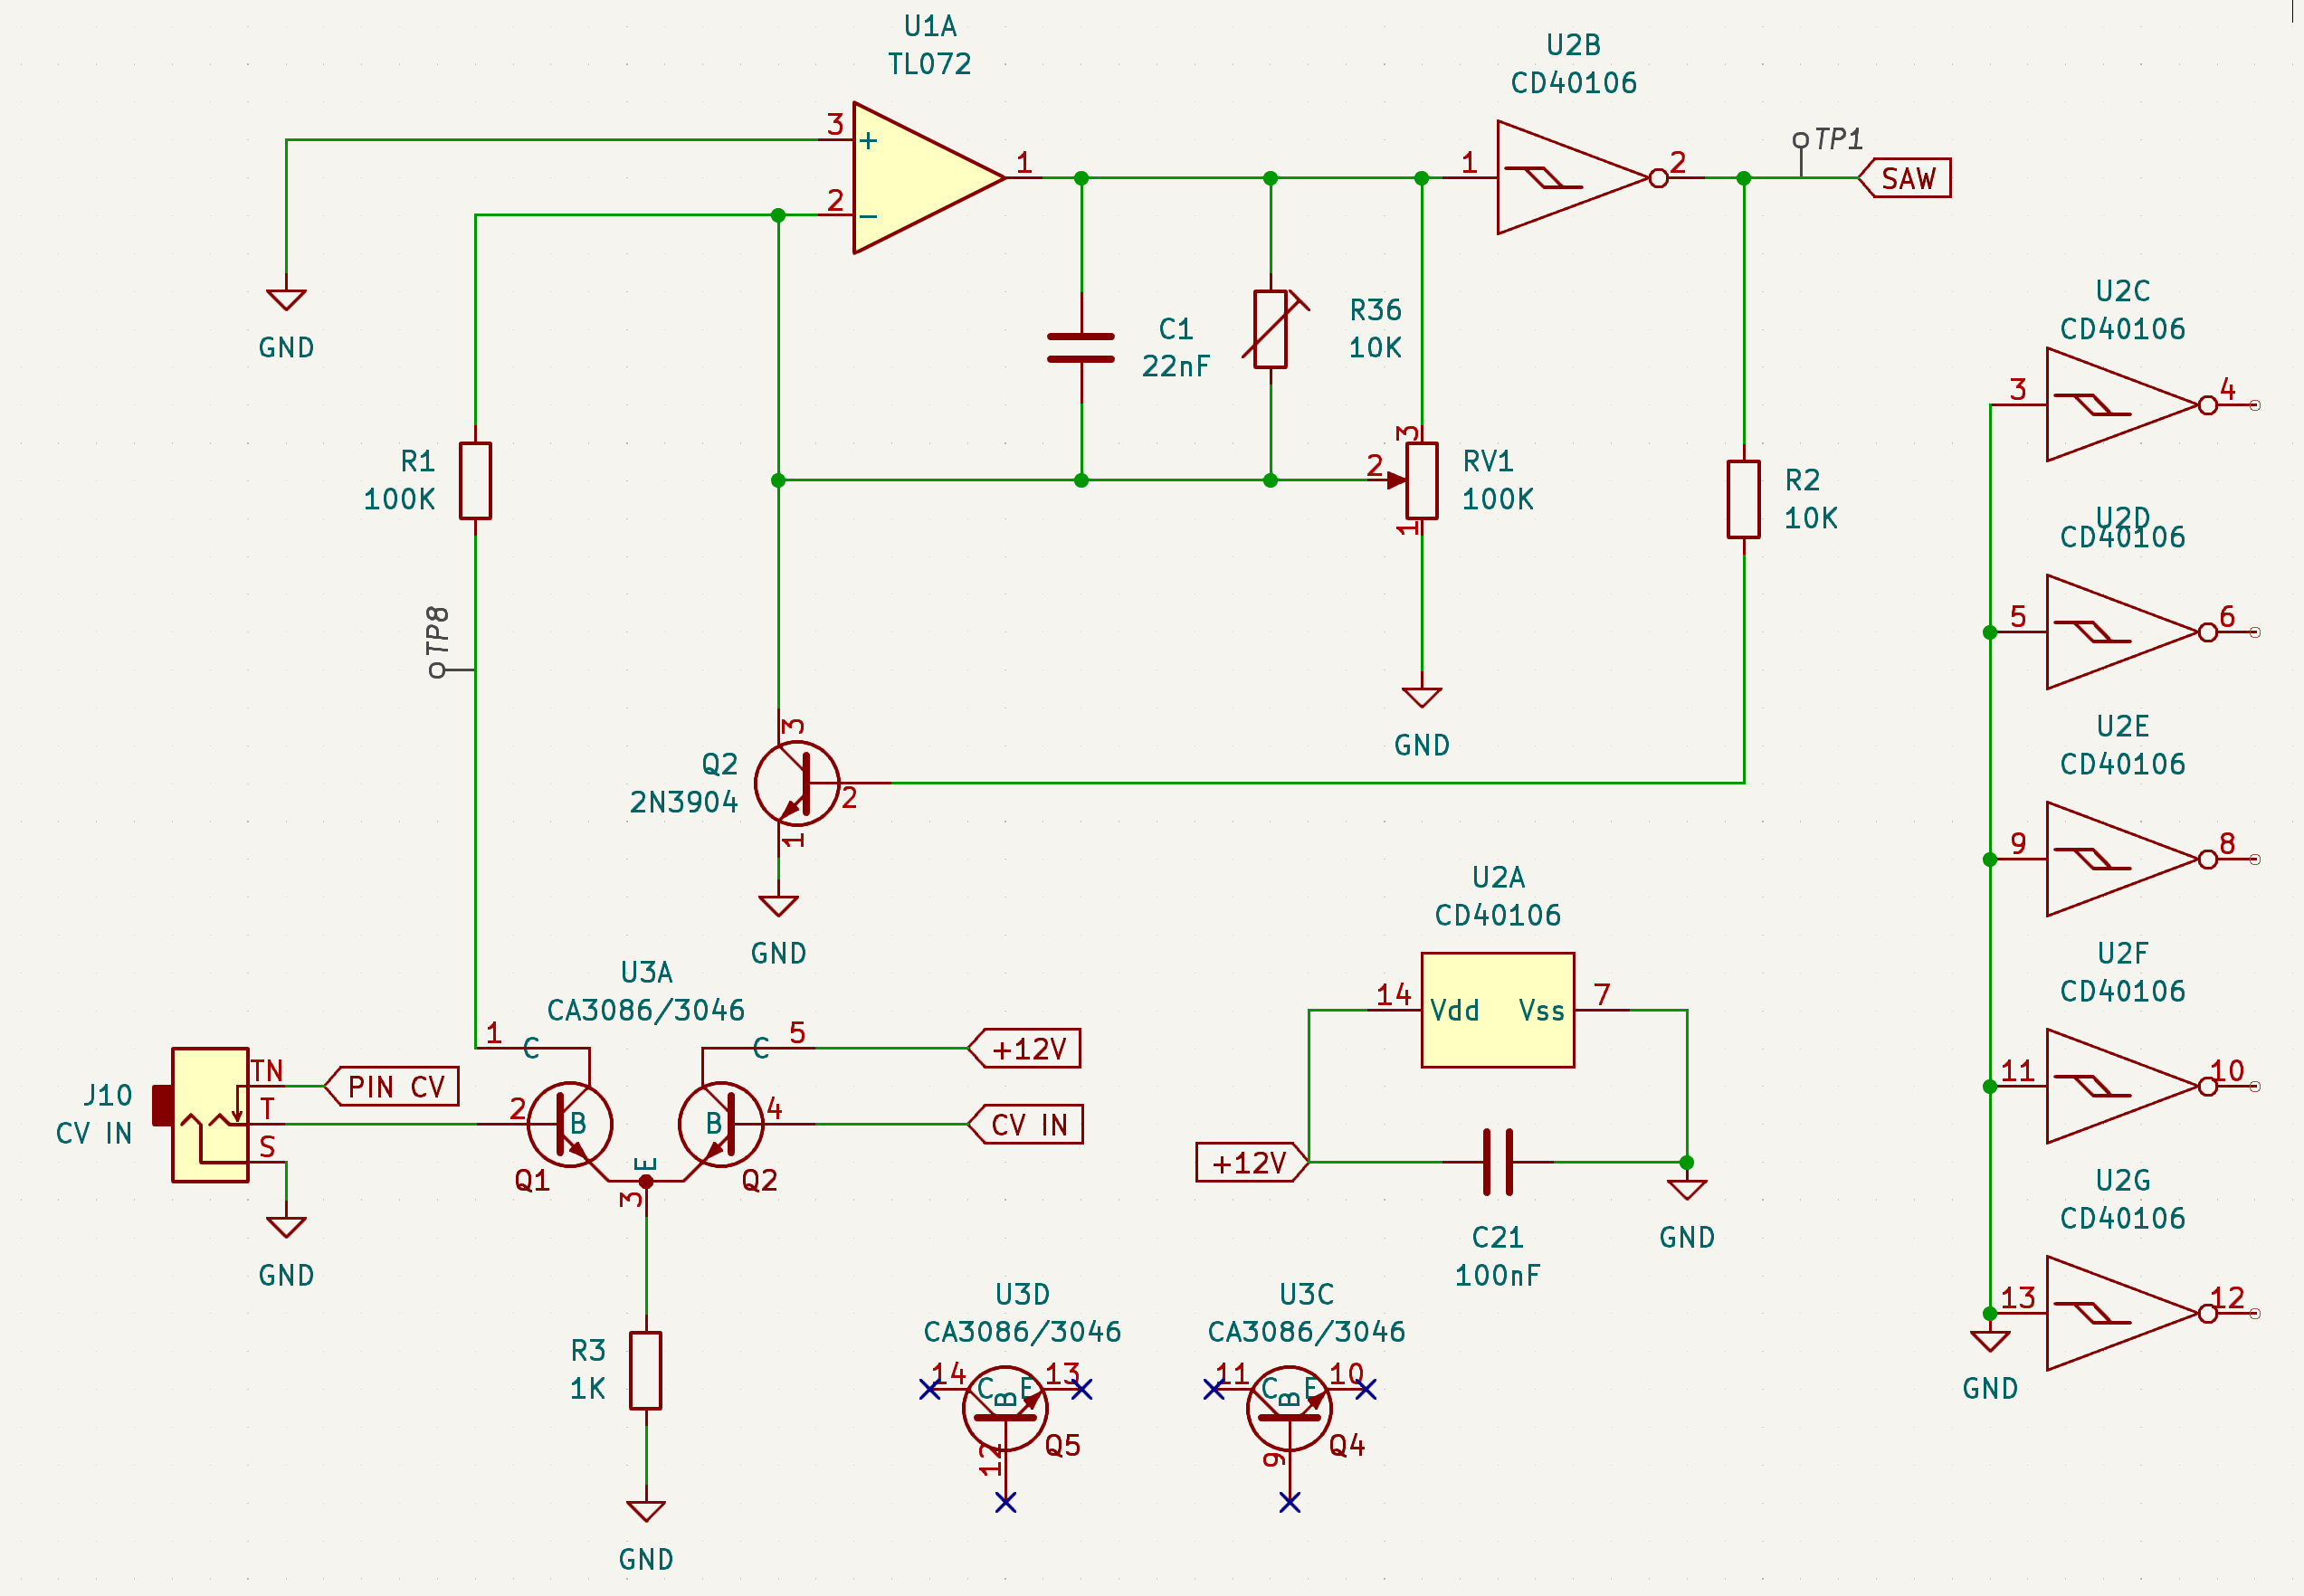 U1A
TL072
3
+
2
−
1
GND
C1
22nF
R36
10K
U2B
CD40106
1
2
TP1
SAW
R1
100K
3
2
1
RV1
100K
GND
R2
10K
TP8
Q2
2N3904
3
2
1
GND
U2C
CD40106
3
4
U2D
CD40106
5
6
U2E
CD40106
9
8
U2F
CD40106
11
10
U2G
CD40106
13
12
GND
U3A
CA3086/3046
1
C
C
5
+12V
2
B
B
4
CV IN
Q1
E
Q2
3
J10
CV IN
TN
T
S
PIN CV
GND
R3
1K
GND
U2A
CD40106
14
Vdd
Vss
7
+12V
C21
100nF
GND
U3D
CA3086/3046
14
C
B
E
13
12
Q5
U3C
CA3086/3046
11
C
B
E
10
9
Q4